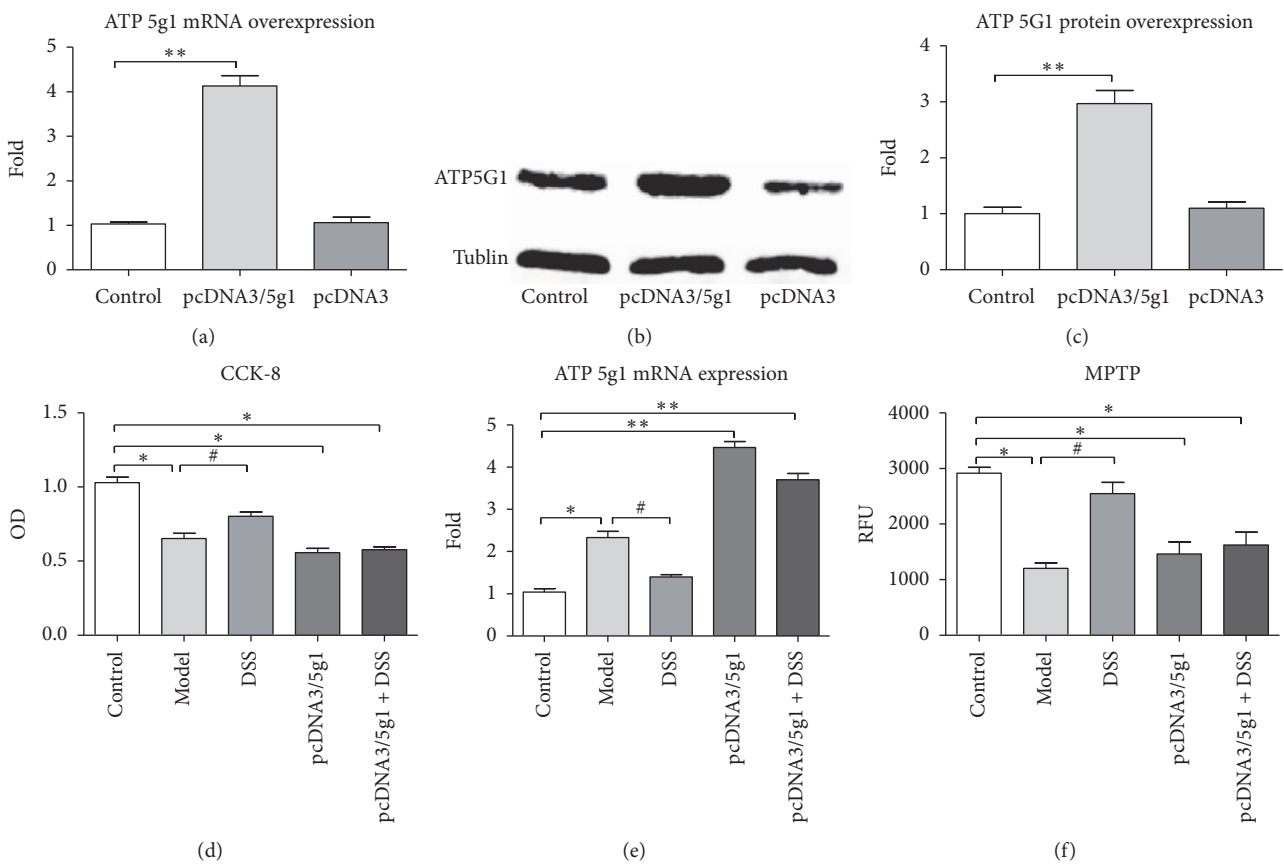 ATP 5g1 mRNA overexpression
5
4
3
2
1
0
Fold
**
Control
pcDNA3/5g1
pcDNA3
(a)
ATP5G1
Tublin
Control
pcDNA3/5g1
pcDNA3
(b)
ATP 5G1 protein overexpression
4
3
2
1
0
Fold
**
Control
pcDNA3/5g1
pcDNA3
(c)
CCK-8
1.5
1.0
0.5
0.0
OD
*
*
*
#
Control
Model
DSS
pcDNA3/5g1
pcDNA3/5g1 + DSS
(d)
ATP 5g1 mRNA expression
5
4
3
2
1
0
Fold
**
**
*
#
Control
Model
DSS
pcDNA3/5g1
pcDNA3/5g1 + DSS
(e)
MPTP
4000
3000
2000
1000
0
RFU
*
*
*
#
Control
Model
DSS
pcDNA3/5g1
pcDNA3/5g1 + DSS
(f)